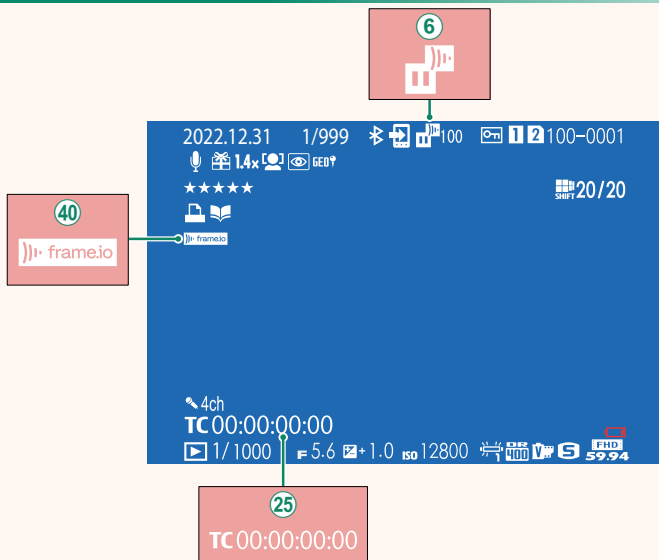 6
2022.12.31 1/999 100 1 2 100-0001
1.4x GEO
★★★★★ SHIFT 20/20
40
frame.io
frame.io
4ch
TC 00:00:00:00
1/1000 F 5.6 +1.0 ISO 12800 1 DR 400 V S FHD 59.94
25
TC 00:00:00:00